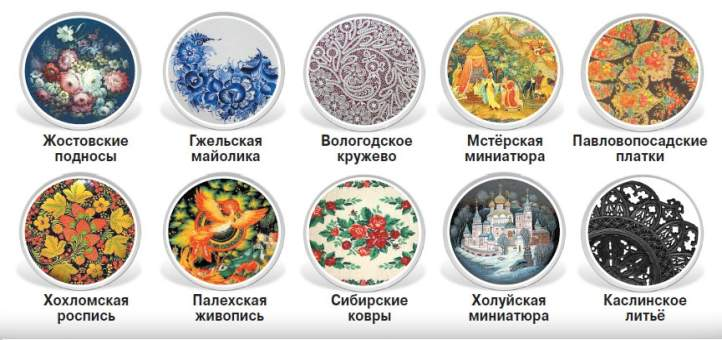 Жостовские
подносы
Гжельская
майолика
Вологодское
кружево
Мстёрская
миниатюра
Павловопосадские
платки
Хохломская
роспись
Палехская
живопись
Сибирские
ковры
Холуйская
миниатюра
Каслинское
литьё